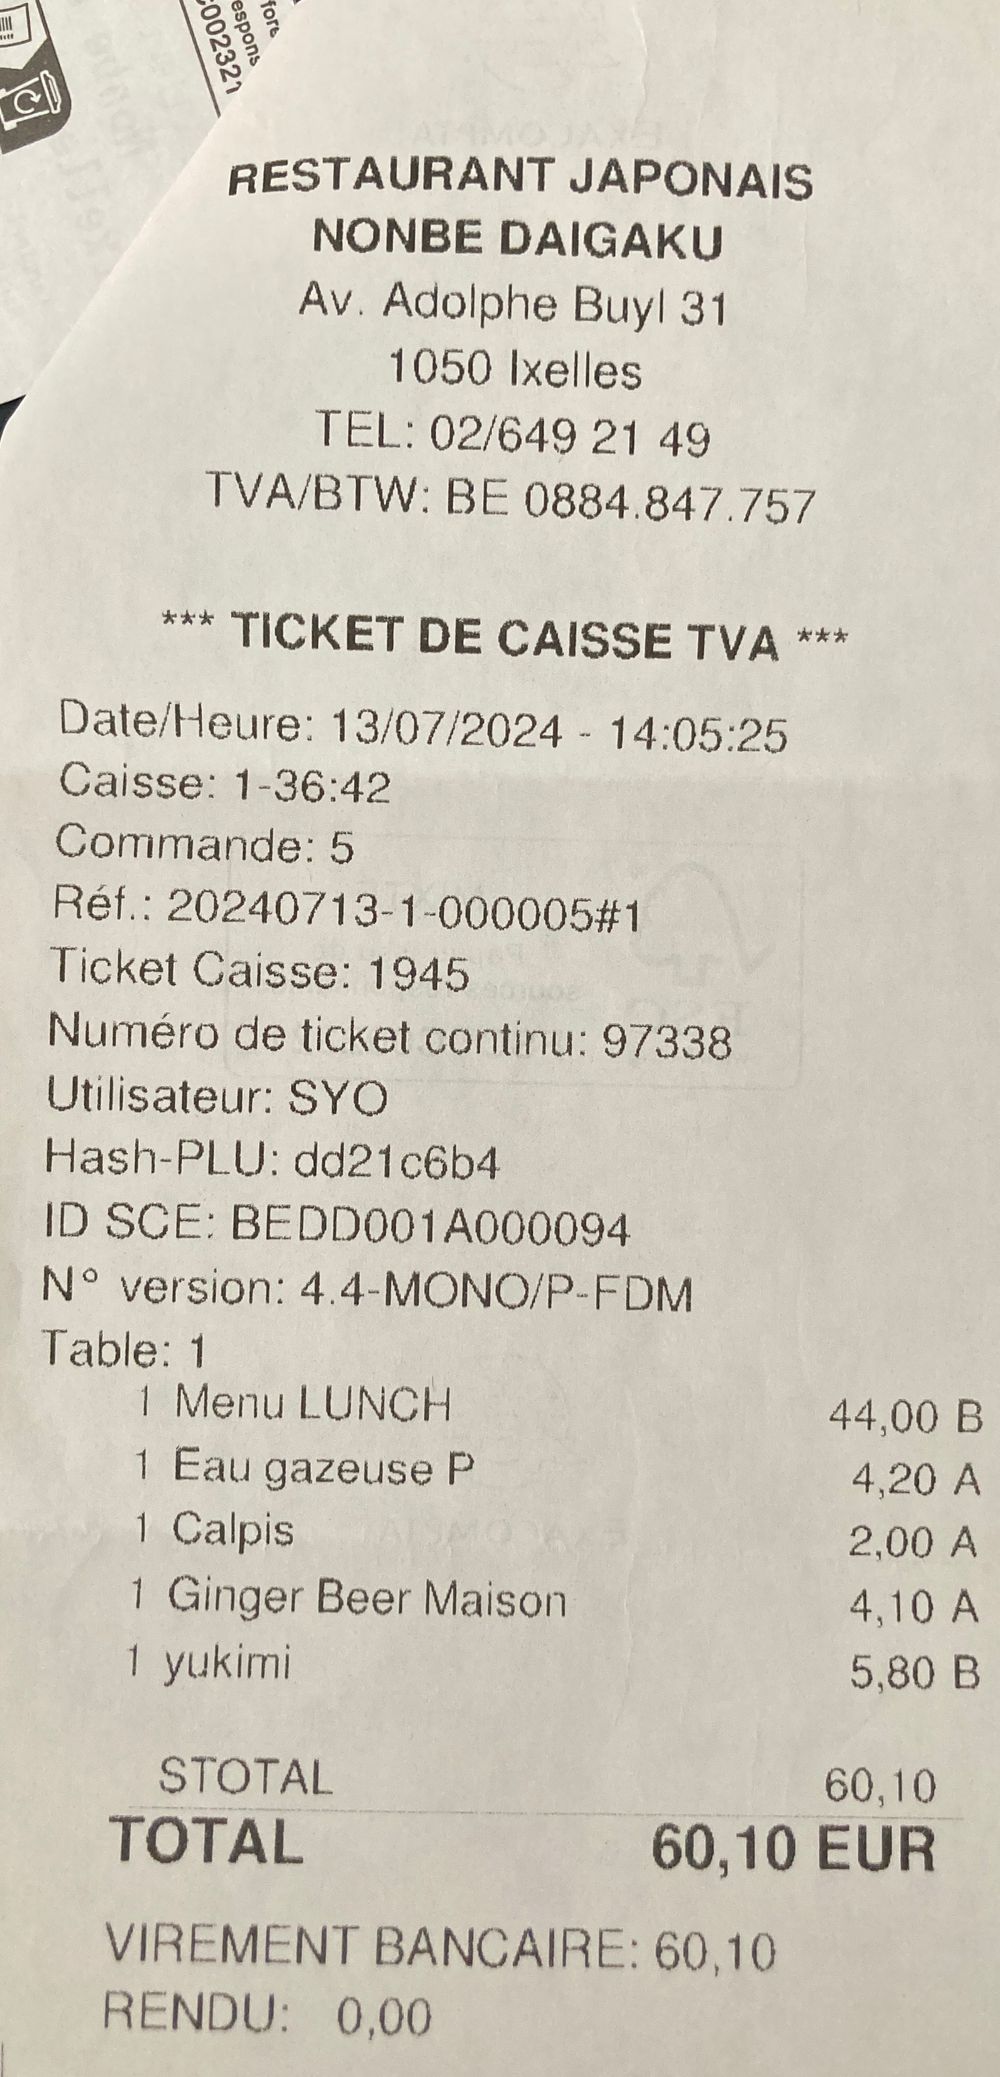 fore
espons
C002321
RESTAURANT JAPONAIS
NONBE DAIGAKU
Av. Adolphe Buyl 31
1050 Ixelles
TEL: 02/649 21 49
TVA/BTW: BE 0884.847.757
*** TICKET DE CAISSE TVA ***
Date/Heure: 13/07/2024 - 14:05:25
Caisse: 1-36:42
Commande: 5
Réf.: 20240713-1-000005#1
Ticket Caisse: 1945
Numéro de ticket continu: 97338
Utilisateur: SYO
Hash-PLU: dd21c6b4
ID SCE: BEDD001A000094
N° version: 4.4-MONO/P-FDM
Table: 1
1 Menu LUNCH 44,00 B
1 Eau gazeuse P 4,20 A
1 Calpis 2,00 A
1 Ginger Beer Maison 4,10 A
1 yukimi 5,80 B
STOTAL 60,10
TOTAL 60,10 EUR
VIREMENT BANCAIRE: 60,10
RENDU: 0,00